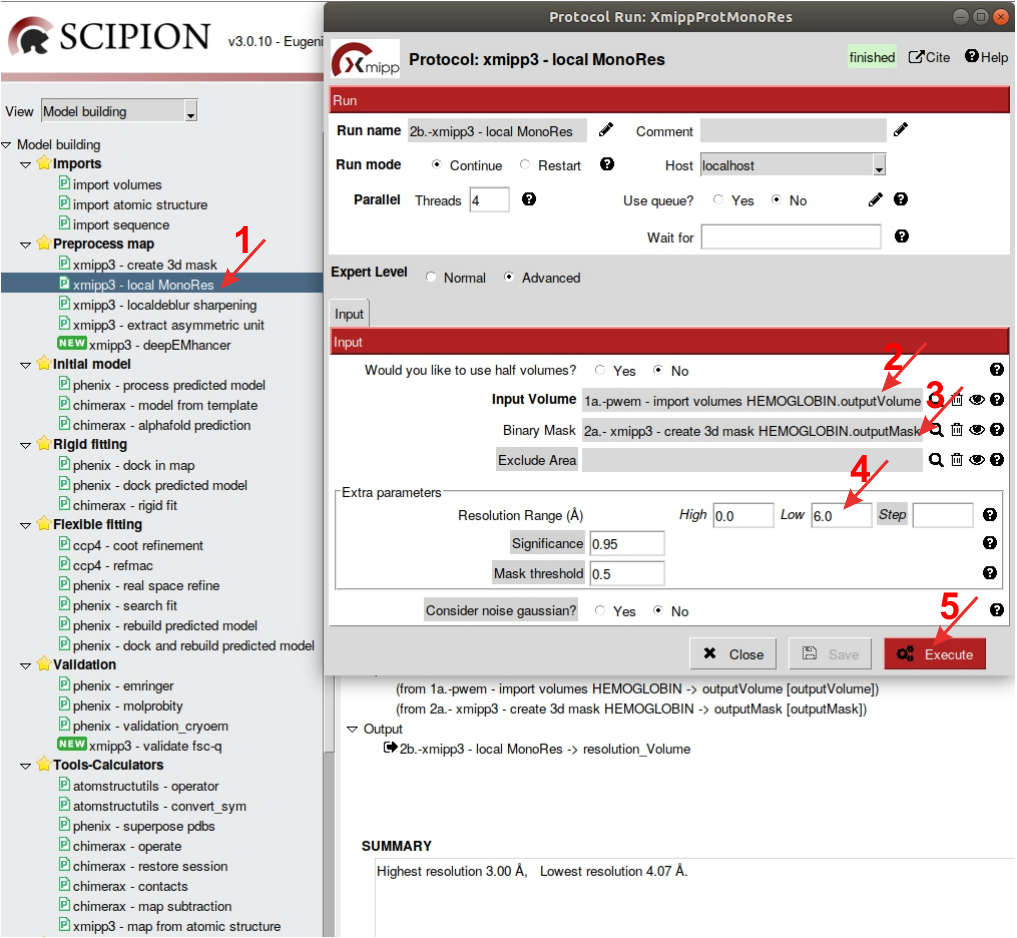 SCIPION v3.0.10 - Eugeni
View Model building
Model building
Imports
import volumes
import atomic structure
import sequence
1
Preprocess map
xmipp3 - create 3d mask
xmipp3 - local MonoRes
xmipp3 - localdeblur sharpening
xmipp3 - extract asymmetric unit
NEW xmipp3 - deepEMhancer
Initial model
phenix - process predicted model
chimerax - model from template
chimerax - alphafold prediction
Rigid fitting
phenix - dock in map
phenix - dock predicted model
chimerax - rigid fit
Flexible fitting
ccp4 - coot refinement
ccp4 - refmac
phenix - real space refine
phenix - search fit
phenix - rebuild predicted model
phenix - dock and rebuild predicted model
Validation
phenix - emringer
phenix - molprobity
phenix - validation_cryoem
NEW xmipp3 - validate fsc-q
Tools-Calculators
atomstructutils - operator
atomstructutils - convert_sym
phenix - superpose pdbs
chimerax - operate
chimerax - restore session
chimerax - contacts
chimerax - map subtraction
xmipp3 - map from atomic structure
Protocol Run: XmippProtMonoRes
Xmipp Protocol: xmipp3 - local MonoRes finished Cite Help
Run
Run name 2b.-xmipp3 - local MonoRes Comment
Run mode Continue Restart Host localhost
Parallel Threads 4 Use queue? Yes No
Wait for
Expert Level Normal Advanced
Input
Input
2
Would you like to use half volumes? Yes No
3
Input Volume 1a.-pwem - import volumes HEMOGLOBIN.outputVolume
Binary Mask 2a.- xmipp3 - create 3d mask HEMOGLOBIN.outputMask
Exclude Area
4
Extra parameters
Resolution Range (Å) High 0.0 Low 6.0 Step
Significance 0.95
Mask threshold 0.5
Consider noise gaussian? Yes No
5
Close Save Execute
(from 1a.-pwem - import volumes HEMOGLOBIN -> outputVolume [outputVolume])
(from 2a.- xmipp3 - create 3d mask HEMOGLOBIN -> outputMask [outputMask])
Output
2b.-xmipp3 - local MonoRes -> resolution_Volume
SUMMARY
Highest resolution 3.00 Å, Lowest resolution 4.07 Å.